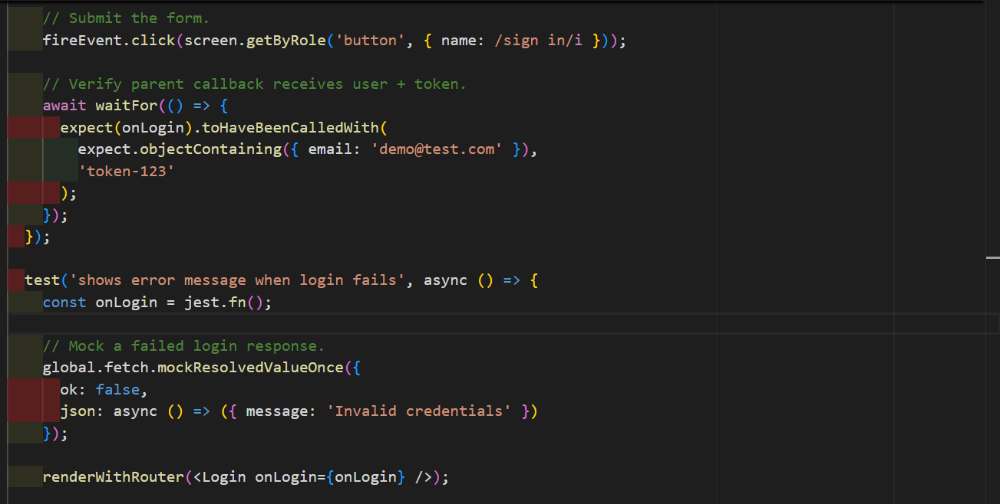 // Submit the form.
fireEvent.click(screen.getByRole('button', { name: /sign in/i }));
// Verify parent callback receives user + token.
await waitFor(() => {
expect(onLogin).toHaveBeenCalledWith(
expect.objectContaining({ email: 'demo@test.com' }),
'token-123'
);
});
});
test('shows error message when login fails', async () => {
const onLogin = jest.fn();
// Mock a failed login response.
global.fetch.mockResolvedValueOnce({
ok: false,
json: async () => ({ message: 'Invalid credentials' })
});
renderWithRouter(<Login onLogin={onLogin} />);